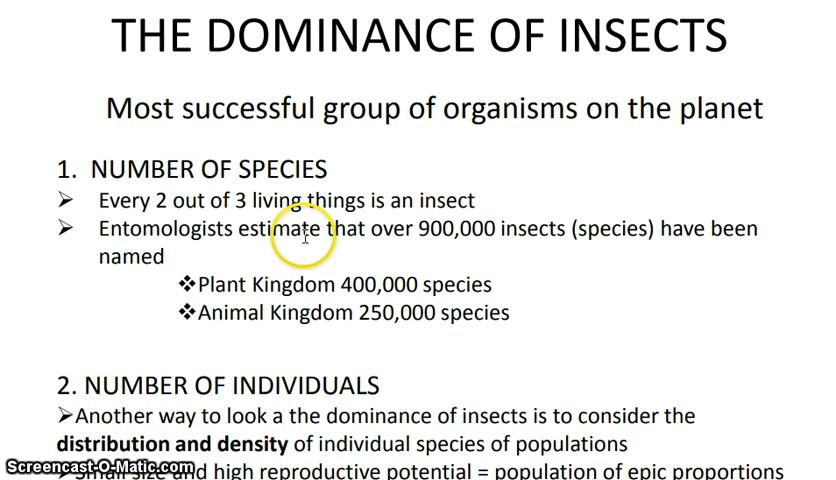 THE DOMINANCE OF INSECTS
Most successful group of organisms on the planet
1. NUMBER OF SPECIES
➢ Every 2 out of 3 living things is an insect
➢ Entomologists estimate that over 900,000 insects (species) have been
named
❖Plant Kingdom 400,000 species
❖Animal Kingdom 250,000 species
2. NUMBER OF INDIVIDUALS
➢Another way to look a the dominance of insects is to consider the
distribution and density of individual species of populations
➢Small size and high reproductive potential = population of epic proportions
Screencast-O-Matic.com